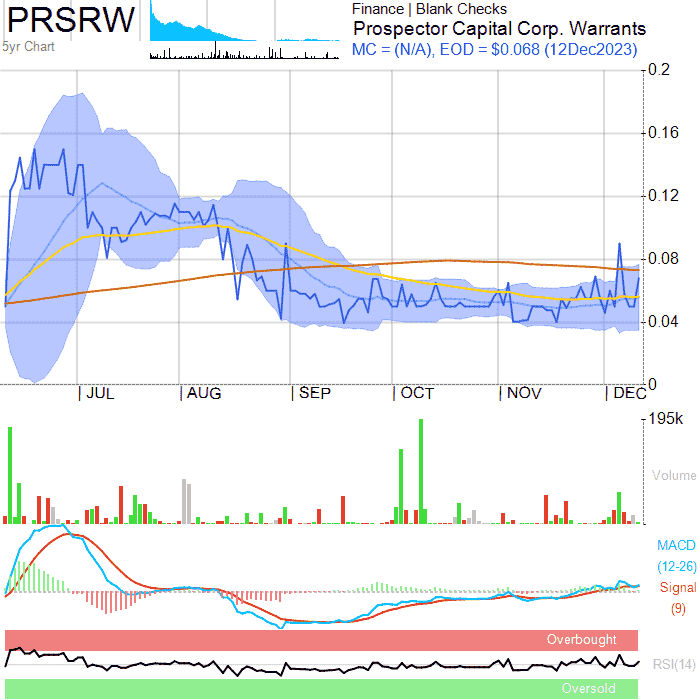 PRSRW
5yr Chart
Finance | Blank Checks
Prospector Capital Corp. Warrants
MC = (N/A), EOD = $0.068 (12Dec2023)
0.2
0.16
0.12
0.08
0.04
0
JUL AUG SEP OCT NOV DEC
195k
Volume
MACD
(12-26)
Signal
(9)
Overbought
RSI(14)
Oversold